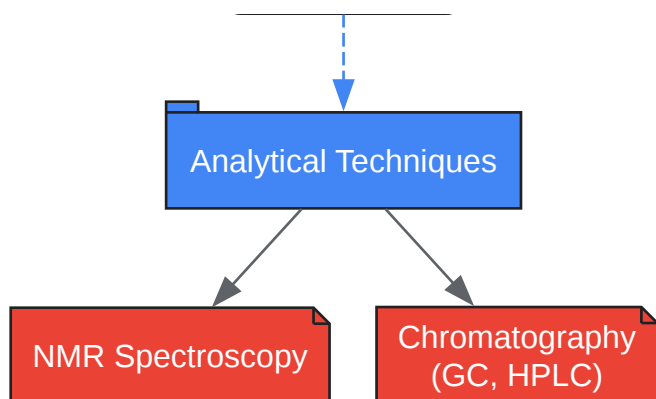 Analytical Techniques
NMR Spectroscopy
Chromatography
(GC, HPLC)